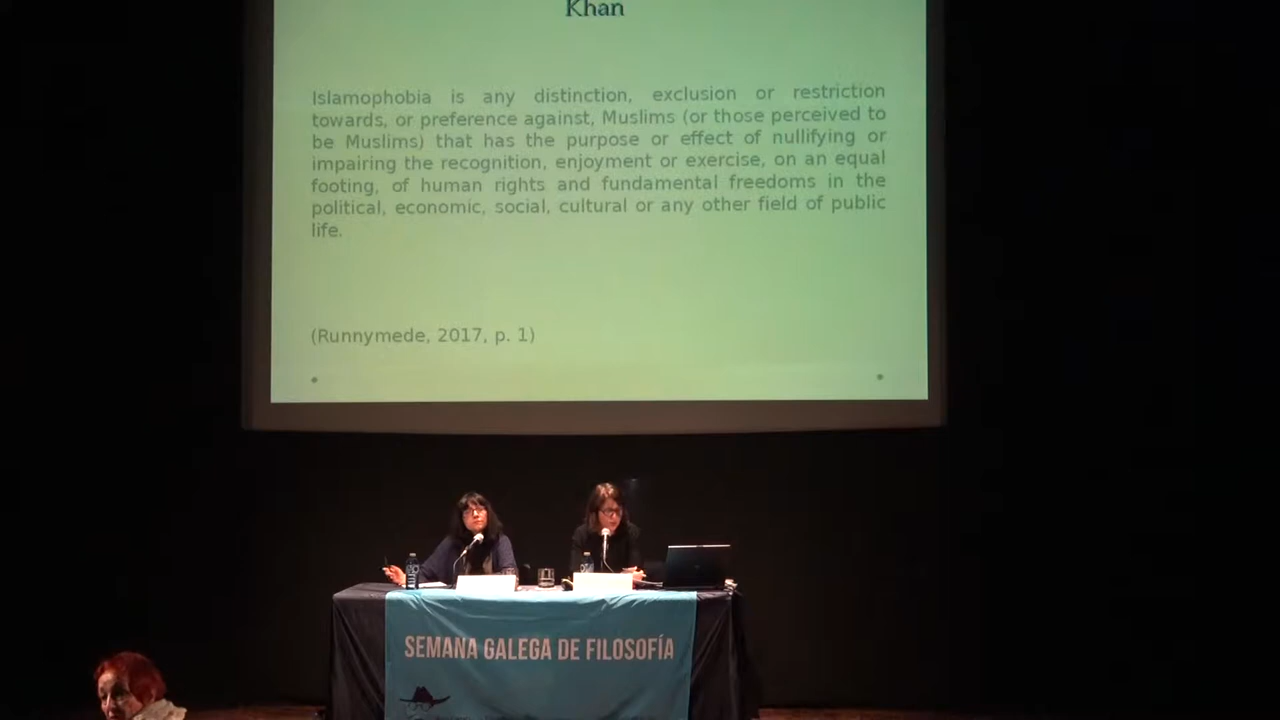 Khan
Islamophobia is any distinction, exclusion or restriction
towards, or preference against, Muslims (or those perceived to
be Muslims) that has the purpose or effect of nullifying or
impairing the recognition, enjoyment or exercise, on an equal
footing, of human rights and fundamental freedoms in the
political, economic, social, cultural or any other field of public
life.
(Runnymede, 2017, p. 1)
SEMANA GALEGA DE FILOSOFÍA